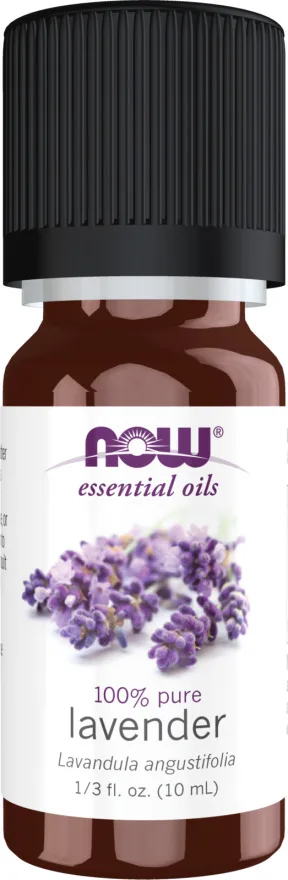 now®
essential oils
100% pure
lavender
Lavandula angustifolia
1/3 fl. oz. (10 mL)